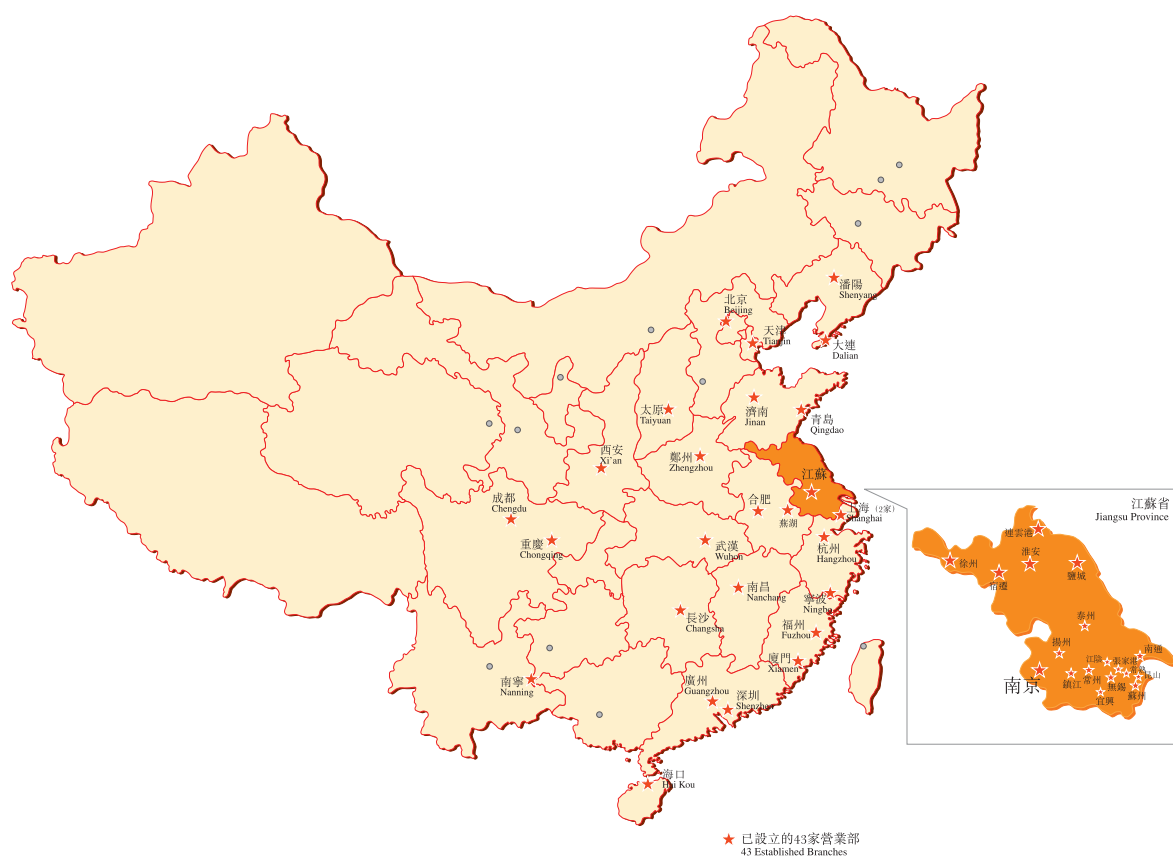 潘陽
Shenyang
北京
Beijing
天津
Tianjin
大連
Dalian
太原
Taiyuan
濟南
Jinan
青島
Qingdao
西安
Xi'an
鄭州
Zhengzhou
江蘇
成都
Chengdu
合肥
蕪湖
上海 (2家)
Shanghai
重慶
Chongqing
武漢
Wuhan
杭州
Hangzhou
南昌
Nanchang
寧波
Ningbo
長沙
Changsha
福州
Fuzhou
廈門
Xiamen
南寧
Nanning
廣州
Guangzhou
深圳
Shenzhen
海口
Hai Kou
江蘇省
Jiangsu Province
連雲港
徐州
淮安
宿遷
鹽城
泰州
揚州
南通
江陰
張家港
南京
鎮江
常州
無錫
昆山
蘇州
宜興
已設立的43家營業部
43 Established Branches